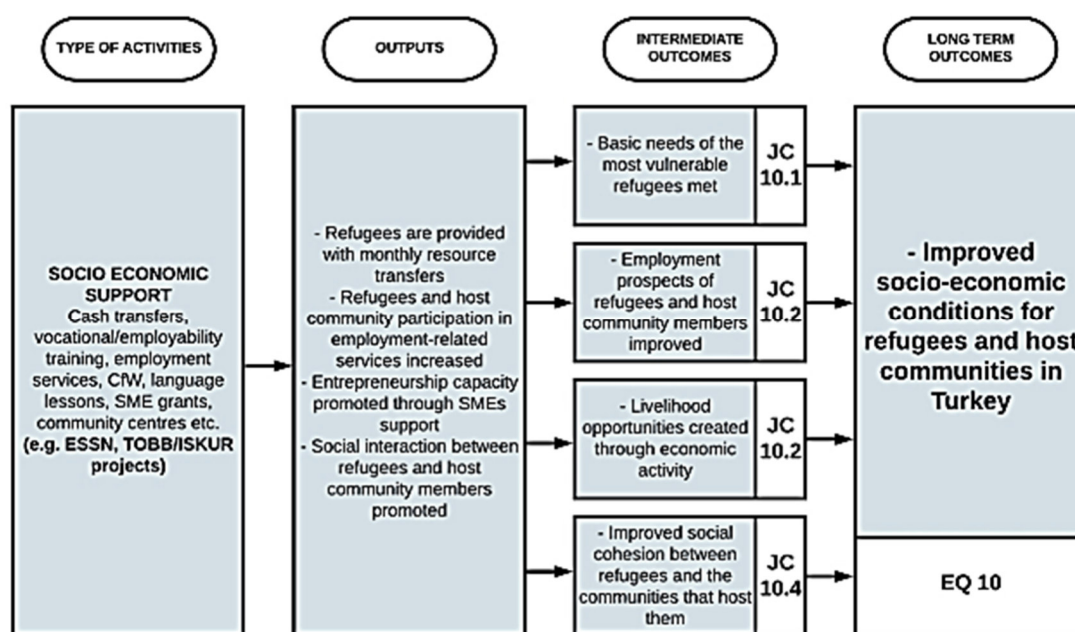 TYPE OF ACTIVITIES
OUTPUTS
INTERMEDIATE
OUTCOMES
LONG TERM
OUTCOMES
SOCIO ECONOMIC
SUPPORT
Cash transfers,
vocational/employability
training, employment
services, CfW, language
lessons, SME grants,
community centres etc.
(e.g. ESSN, TOBB/ISKUR
projects)
- Refugees are provided
with monthly resource
transfers
- Refugees and host
community participation in
employment-related
services increased
- Entrepreneurship capacity
promoted through SMEs
support
- Social interaction between
refugees and host
community members
promoted
- Basic needs of the
most vulnerable
refugees met
JC
10.1
- Employment
prospects of
refugees and host
community members
improved
JC
10.2
- Livelihood
opportunities created
through economic
activity
JC
10.2
- Improved social
cohesion between
refugees and the
communities that host
them
JC
10.4
- Improved
socio-economic
conditions for
refugees and host
communities in
Turkey
EQ 10